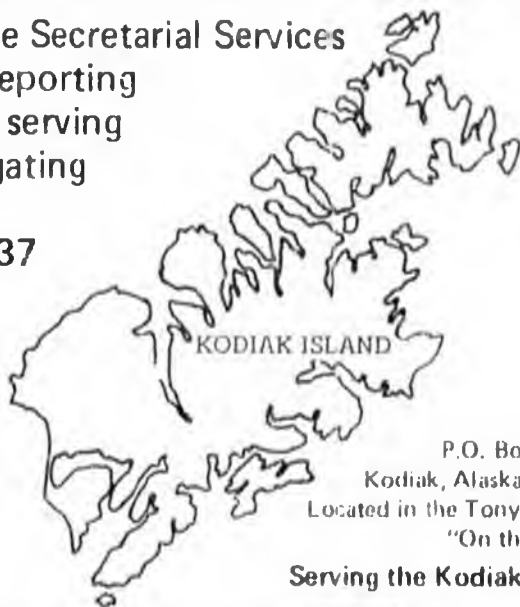 e Secretarial Services
eporting
serving
gating
37
KODIAK ISLAND
P.O. Bo
Kodiak, Alaska
Located in the Tony
"On th
Serving the Kodiak